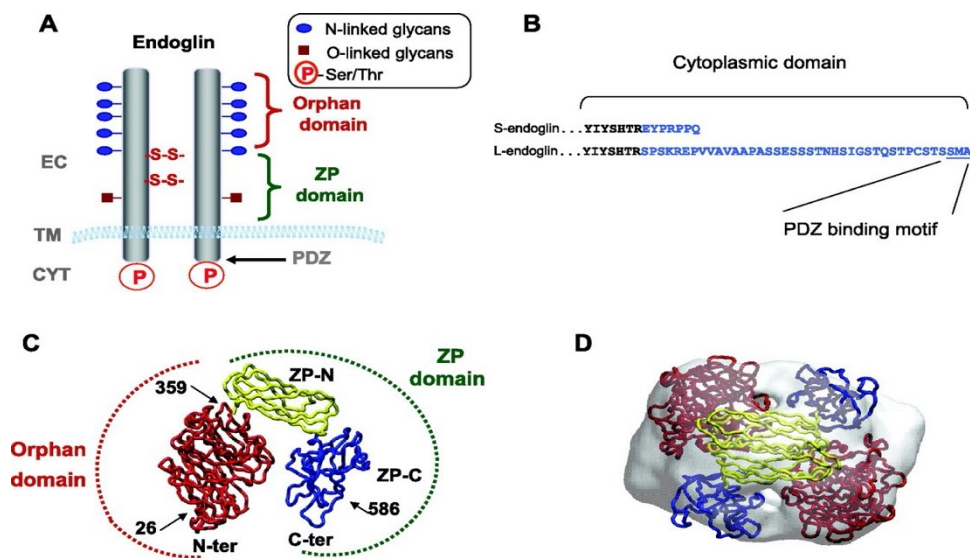 A
Endoglin
N-linked glycans
O-linked glycans
P-Ser/Thr
Orphan
domain
EC
-S-S-
-S-S-
ZP
domain
TM
PDZ
CYT
P
P
B
Cytoplasmic domain
S-endoglin...YIYSHTREYPRPPQ
L-endoglin...YIYSHTRSPSKREPVVAVAAPASSESSSTNHSIGSTQSTPCSTSSMA
PDZ binding motif
C
ZP-N
ZP
domain
359
Orphan
domain
ZP-C
26
586
N-ter
C-ter
D